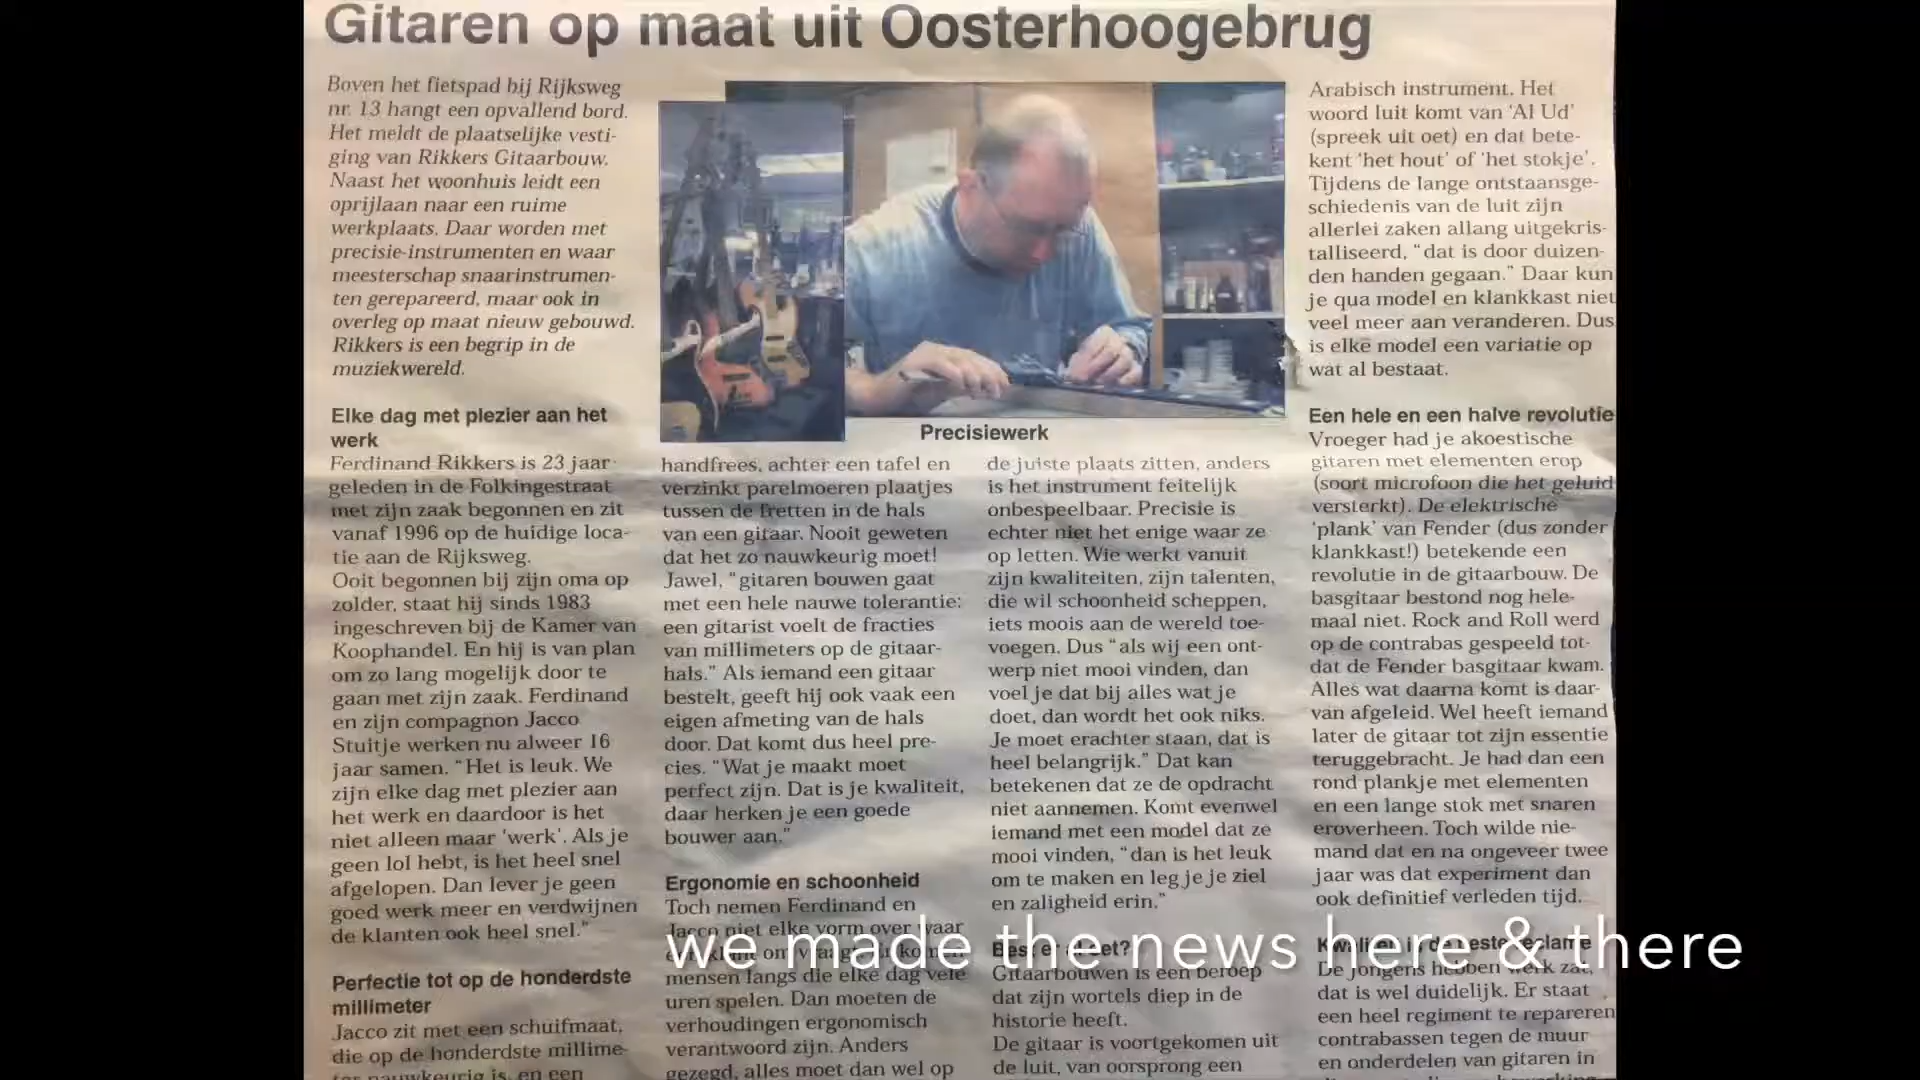 Gitaren op maat uit Oosterhoogebrug
Boven het fietspad bij Rijksweg
nr. 13 hangt een opvallend bord.
Het meldt de plaatselijke vesti-
ging van Rikkers Gitaarbouw.
Naast het woonhuis leidt een
oprijlaan naar een ruime
werkplaats. Daar worden met
precisie-instrumenten en waar
meesterschap snaarinstrumen-
ten gerepareerd, maar ook in
overleg op maat nieuw gebouwd.
Rikkers is een begrip in de
muziekwereld.
Elke dag met plezier aan het
werk
Ferdinand Rikkers is 23 jaar
geleden in de Folkingestraat
met zijn zaak begonnen en zit
vanaf 1996 op de huidige loca-
tie aan de Rijksweg.
Ooit begonnen bij zijn oma op
zolder, staat hij sinds 1983
ingeschreven bij de Kamer van
Koophandel. En hij is van plan
om zo lang mogelijk door te
gaan met zijn zaak. Ferdinand
en zijn compagnon Jacco
Stuitje werken nu alweer 16
jaar samen. "Het is leuk. We
zijn elke dag met plezier aan
het werk en daardoor is het
niet alleen maar 'werk'. Als je
geen lol hebt, is het heel snel
afgelopen. Dan lever je geen
goed werk meer en verdwijnen
de klanten ook heel snel."
Perfectie tot op de honderdste
millimeter
Jacco zit met een schuifmaat,
die op de honderdste millime-
ter nauwkeurig is, en een
Precisiewerk
handfrees, achter een tafel en
verzinkt parelmoeren plaatjes
tussen de fretten in de hals
van een gitaar. Nooit geweten
dat het zo nauwkeurig moet!
Jawel, "gitaren bouwen gaat
met een hele nauwe tolerantie:
een gitarist voelt de fracties
van millimeters op de gitaar-
hals." Als iemand een gitaar
bestelt, geeft hij ook vaak een
eigen afmeting van de hals
door. Dat komt dus heel pre-
cies. "Wat je maakt moet
perfect zijn. Dat is je kwaliteit,
daar herken je een goede
bouwer aan."
Ergonomie en schoonheid
Toch nemen Ferdinand en
Jacco niet elke vorm over waar
mensen langs die elke dag vele
uren spelen. Dan moeten de
verhoudingen ergonomisch
verantwoord zijn. Anders
gezegd, alles moet dan wel op
de juiste plaats zitten, anders
is het instrument feitelijk
onbespeelbaar. Precisie is
echter niet het enige waar ze
op letten. Wie werkt vanuit
zijn kwaliteiten, zijn talenten,
die wil schoonheid scheppen,
iets moois aan de wereld toe-
voegen. Dus "als wij een ont-
werp niet mooi vinden, dan
voel je dat bij alles wat je
doet, dan wordt het ook niks.
Je moet erachter staan, dat is
heel belangrijk." Dat kan
betekenen dat ze de opdracht
niet aannemen. Komt evenwel
iemand met een model dat ze
mooi vinden, "dan is het leuk
om te maken en leg je je ziel
en zaligheid erin."
Gitaarbouwen is een beroep
dat zijn wortels diep in de
historie heeft.
De gitaar is voortgekomen uit
de luit, van oorsprong een
Arabisch instrument. Het
woord luit komt van 'Al Ud'
(spreek uit oet) en dat bete-
kent 'het hout' of 'het stokje'.
Tijdens de lange ontstaansge-
schiedenis van de luit zijn
allerlei zaken allang uitgekris-
talliseerd, "dat is door duizen-
den handen gegaan." Daar kun
je qua model en klankkast niet
veel meer aan veranderen. Dus
is elke model een variatie op
wat al bestaat.
Een hele en een halve revolutie
Vroeger had je akoestische
gitaren met elementen erop
(soort microfoon die het geluid
versterkt). De elektrische
'plank' van Fender (dus zonder
klankkast!) betekende een
revolutie in de gitaarbouw. De
basgitaar bestond nog hele-
maal niet. Rock and Roll werd
op de contrabas gespeeld tot-
dat de Fender basgitaar kwam.
Alles wat daarna komt is daar-
van afgeleid. Wel heeft iemand
later de gitaar tot zijn essentie
teruggebracht. Je had dan een
rond plankje met elementen
en een lange stok met snaren
eroverheen. Toch wilde nie-
mand dat en na ongeveer twee
jaar was dat experiment dan
ook definitief verleden tijd.
Kwaliteit is de beste reclame
De jongens hebben werk zat,
dat is wel duidelijk. Er staat
een heel regiment te repareren
contrabassen tegen de muur
en onderdelen van gitaren in
we made the news here & there